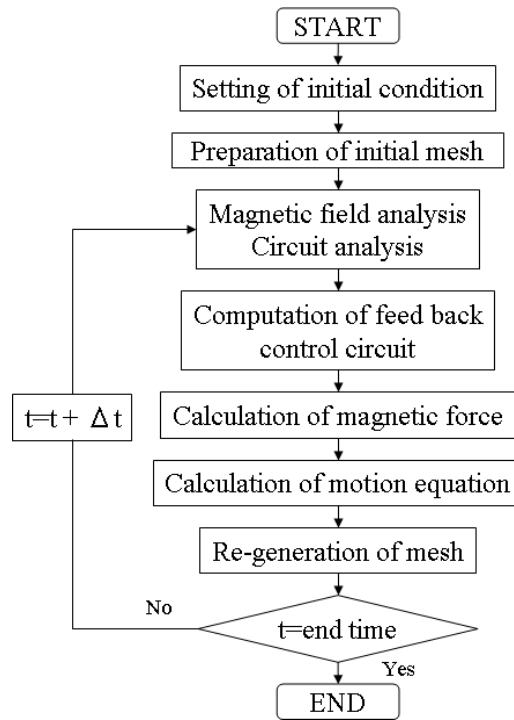 START
Setting of initial condition
Preparation of initial mesh
Magnetic field analysis
Circuit analysis
Computation of feed back
control circuit
t=t + Δt
Calculation of magnetic force
Calculation of motion equation
Re-generation of mesh
No
t=end time
Yes
END